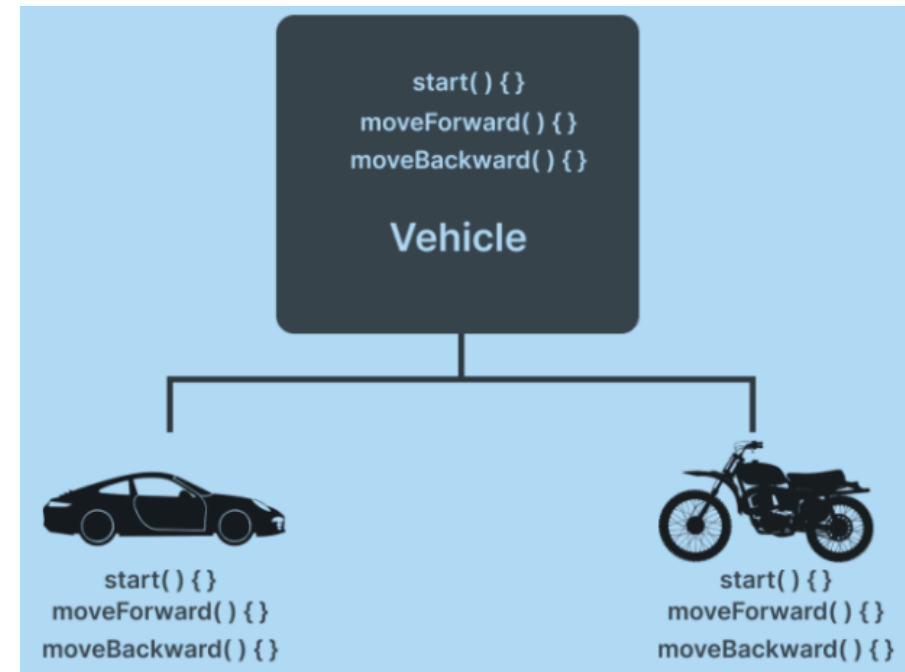 start( ) { }
moveForward( ) { }
moveBackward( ) { }
Vehicle
start( ) { }
moveForward( ) { }
moveBackward( ) { }
start( ) { }
moveForward( ) { }
moveBackward( ) { }